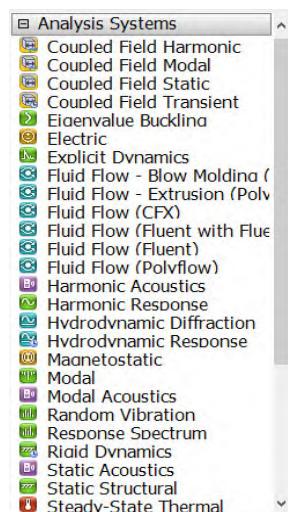 Analysis Systems
Coupled Field Harmonic
Coupled Field Modal
Coupled Field Static
Coupled Field Transient
Eigenvalue Buckling
Electric
Explicit Dynamics
Fluid Flow - Blow Molding (
Fluid Flow - Extrusion (Poly
Fluid Flow (CFX)
Fluid Flow (Fluent with Flue
Fluid Flow (Fluent)
Fluid Flow (Polyflow)
Harmonic Acoustics
Harmonic Response
Hydrodynamic Diffraction
Hydrodynamic Response
Magnetostatic
Modal
Modal Acoustics
Random Vibration
Response Spectrum
Rigid Dynamics
Static Acoustics
Static Structural
Steady-State Thermal